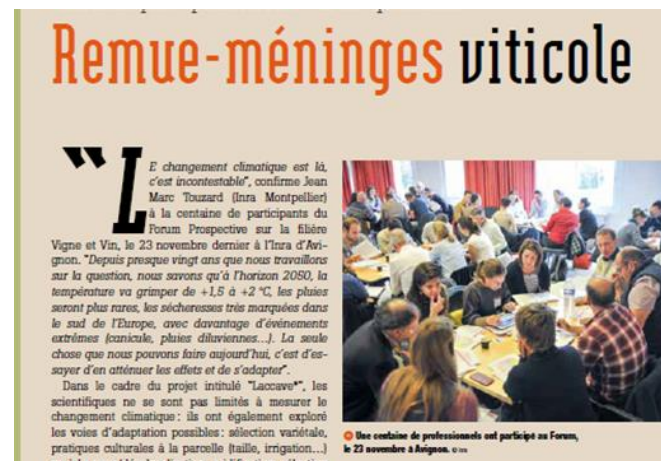 Remue-méninges viticole
"LE changement climatique est là,
c'est incontestable", confirme Jean
Marc Touzard (Inra Montpellier)
à la centaine de participants du
Forum Prospective sur la filière
Vigne et Vin, le 23 novembre dernier à l'Inra d'Avi-
gnon. "Depuis presque vingt ans que nous travaillons
sur la question, nous savons qu'à l'horizon 2050, la
température va grimper de +1,5 à +2 °C, les pluies
seront plus rares, les sécheresses très marquées dans
le sud de l'Europe, avec davantage d'événements
extrêmes (canicule, pluies diluviennes...). La seule
chose que nous pouvons faire aujourd'hui, c'est d'es-
sayer d'en atténuer les effets et de s'adapter".
Dans le cadre du projet intitulé "Laccave*", les
scientifiques ne se sont pas limités à mesurer le
changement climatique : ils ont également exploré
les voies d'adaptation possibles : sélection variétale,
pratiques culturales à la parcelle (taille, irrigation...)
Une centaine de professionnels ont participé au Forum,
le 23 novembre à Avignon.